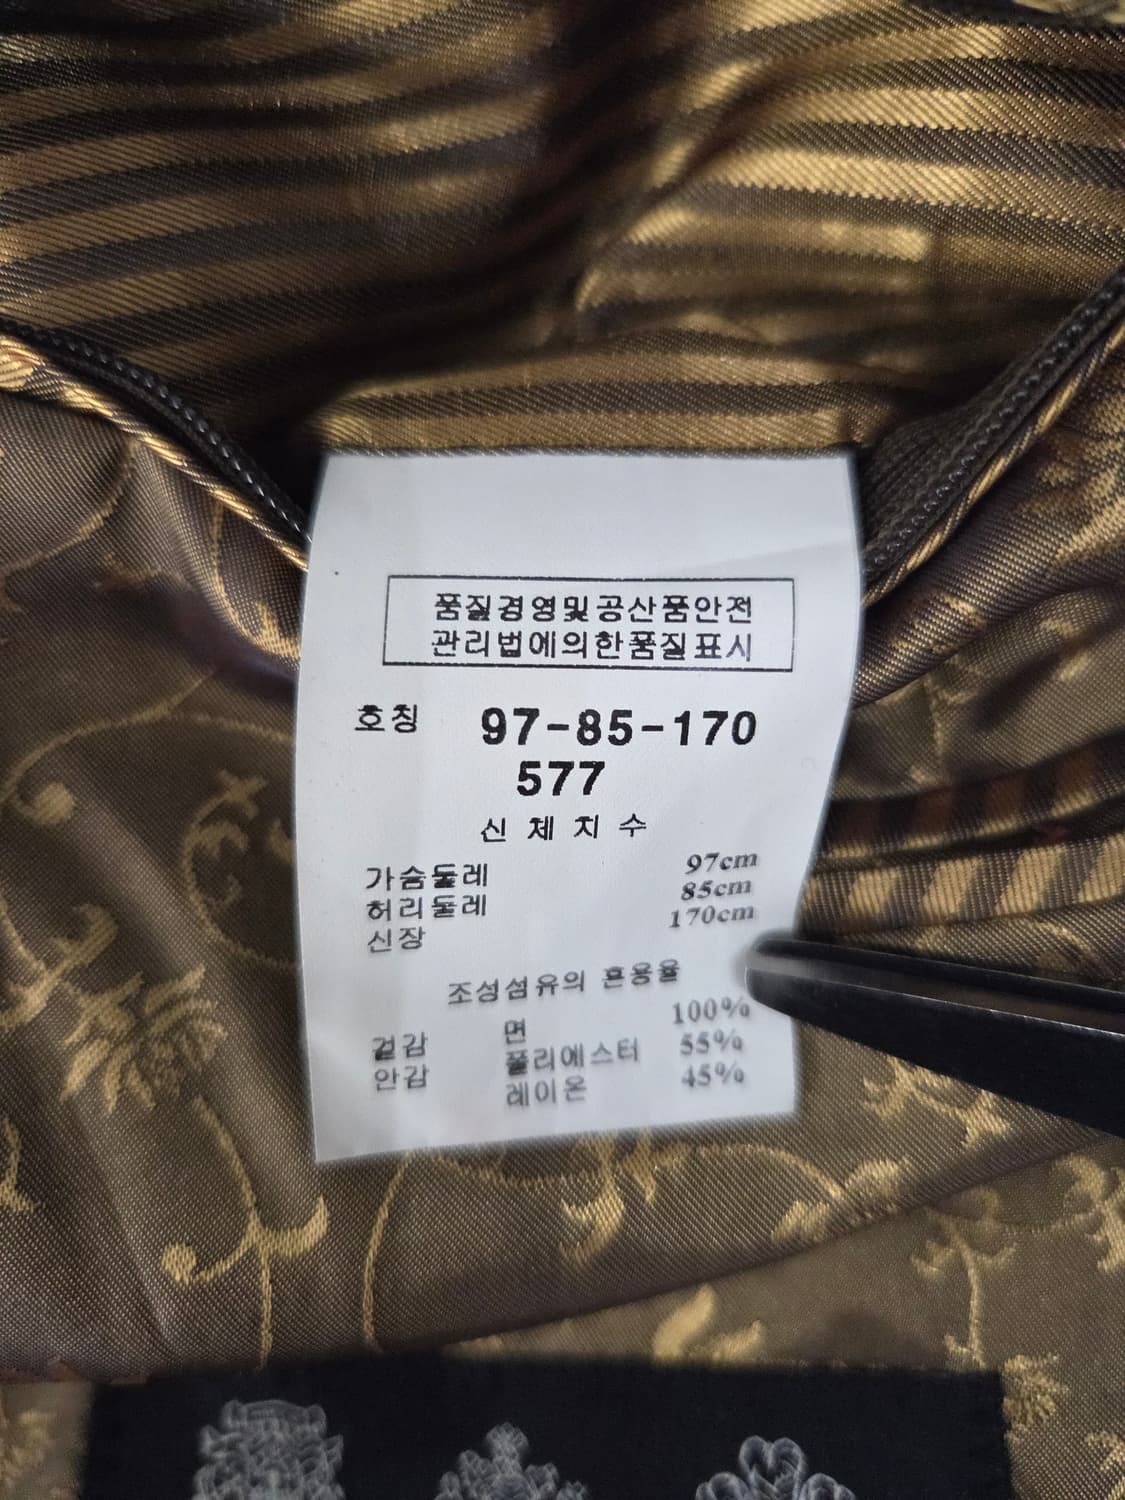 품질경영및공산품안전
관리법에의한품질표시
호칭 97-85-170
577
신체지수
가슴둘레 97cm
허리둘레 85cm
신장 170cm
조성섬유의 혼용율
겉감 면 100%
안감 폴리에스터 55%
레이온 45%